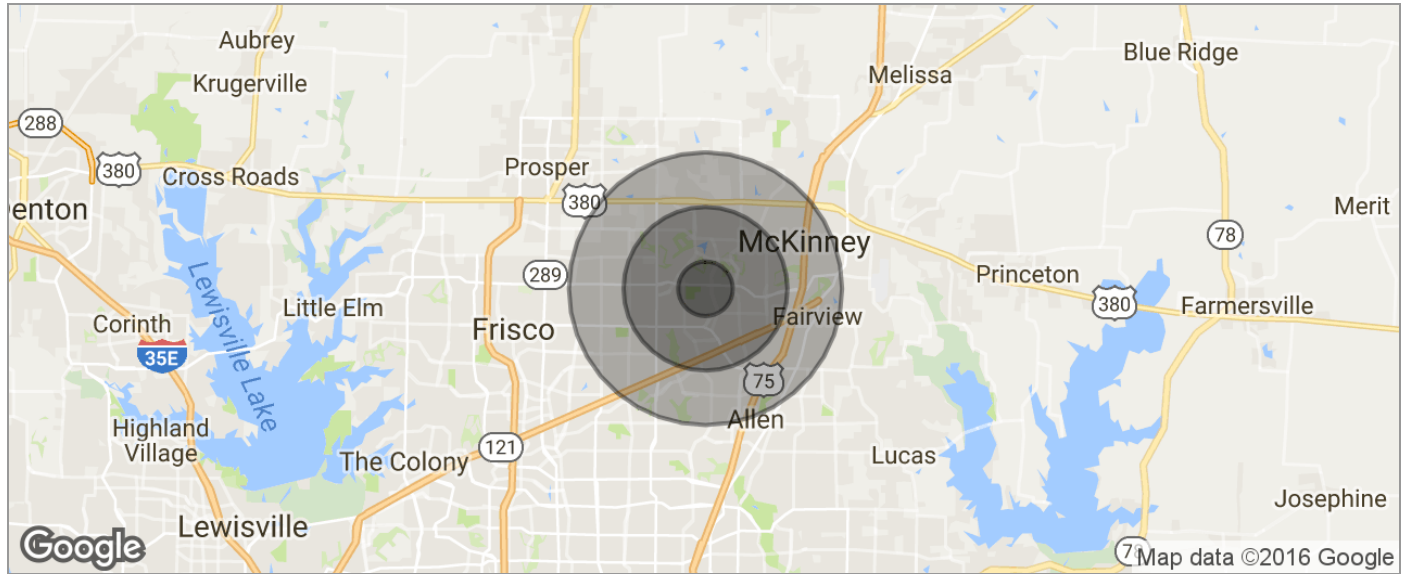 Aubrey
Blue Ridge
Melissa
Krugerville
288
380
Prosper
Cross Roads
380
Denton
Merit
78
McKinney
289
Princeton
380
Farmersville
Lewisville Lake
Little Elm
Fairview
Corinth
Frisco
35E
75
Allen
Highland
Village
121
The Colony
Lucas
Josephine
Lewisville
Google
78
Map data ©2016 Google